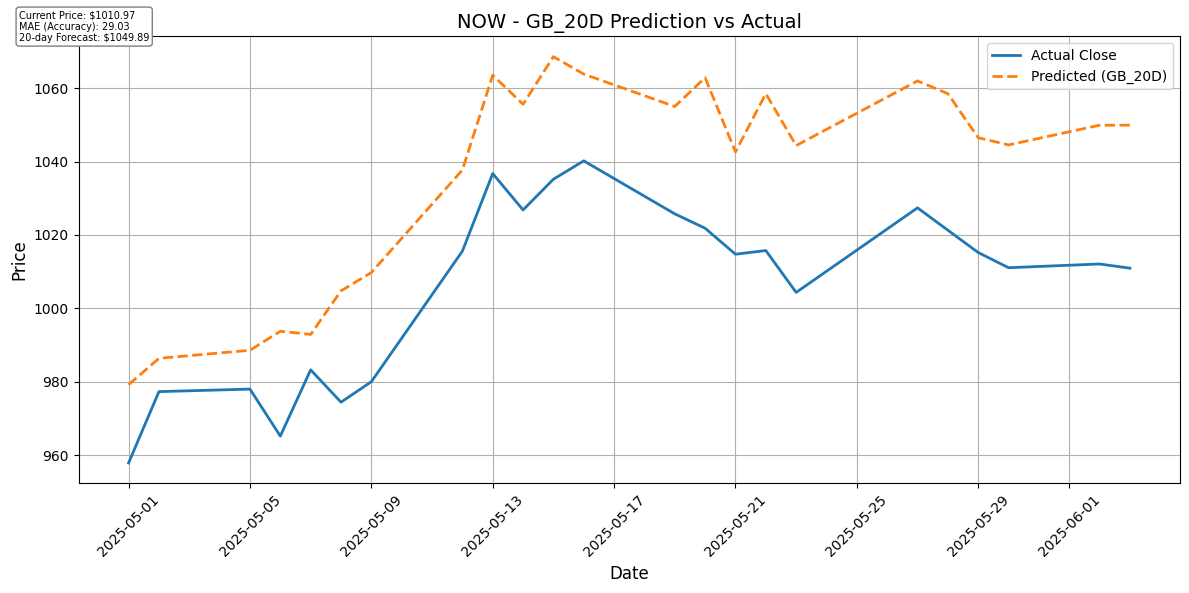 Current Price: $1010.97
MAE (Accuracy): 29.03
20-day Forecast: $1049.89
NOW - GB_20D Prediction vs Actual
Actual Close
Predicted (GB_20D)
Price
1060
1040
1020
1000
980
960
2025-05-01
2025-05-05
2025-05-09
2025-05-13
2025-05-17
2025-05-21
2025-05-25
2025-05-29
2025-06-01
Date